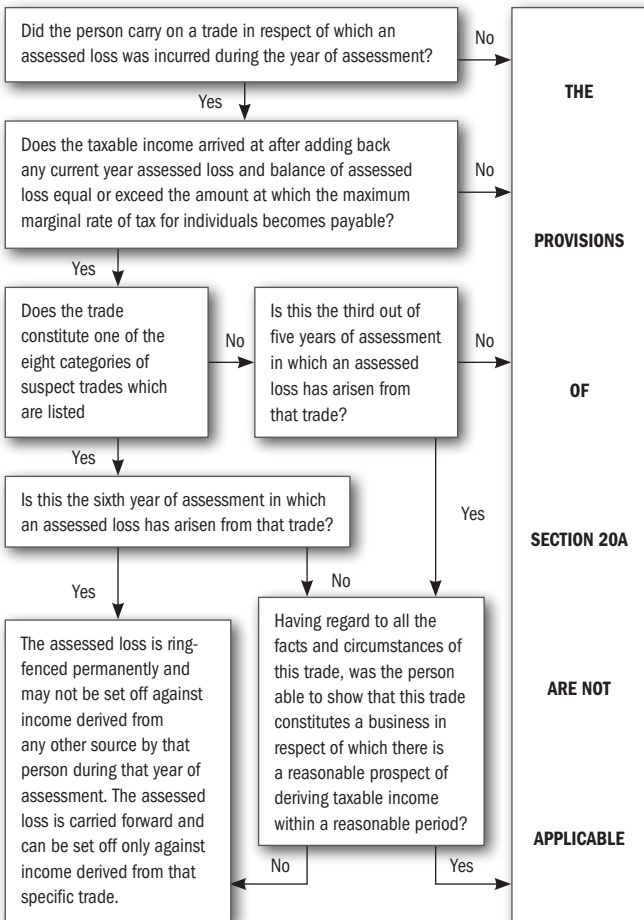 Did the person carry on a trade in respect of which an
assessed loss was incurred during the year of assessment?
No
Yes
Does the taxable income arrived at after adding back
any current year assessed loss and balance of assessed
loss equal or exceed the amount at which the maximum
marginal rate of tax for individuals becomes payable?
No
Yes
Does the trade
constitute one of the
eight categories of
suspect trades which
are listed
No
Is this the third out of
five years of assessment
in which an assessed
loss has arisen from
that trade?
No
Yes
Is this the sixth year of assessment in which
an assessed loss has arisen from that trade?
Yes
Yes
No
The assessed loss is ring-
fenced permanently and
may not be set off against
income derived from
any other source by that
person during that year of
assessment. The assessed
loss is carried forward and
can be set off only against
income derived from that
specific trade.
Having regard to all the
facts and circumstances of
this trade, was the person
able to show that this trade
constitutes a business in
respect of which there is
a reasonable prospect of
deriving taxable income
within a reasonable period?
No
Yes
THE
PROVISIONS
OF
SECTION 20A
ARE NOT
APPLICABLE